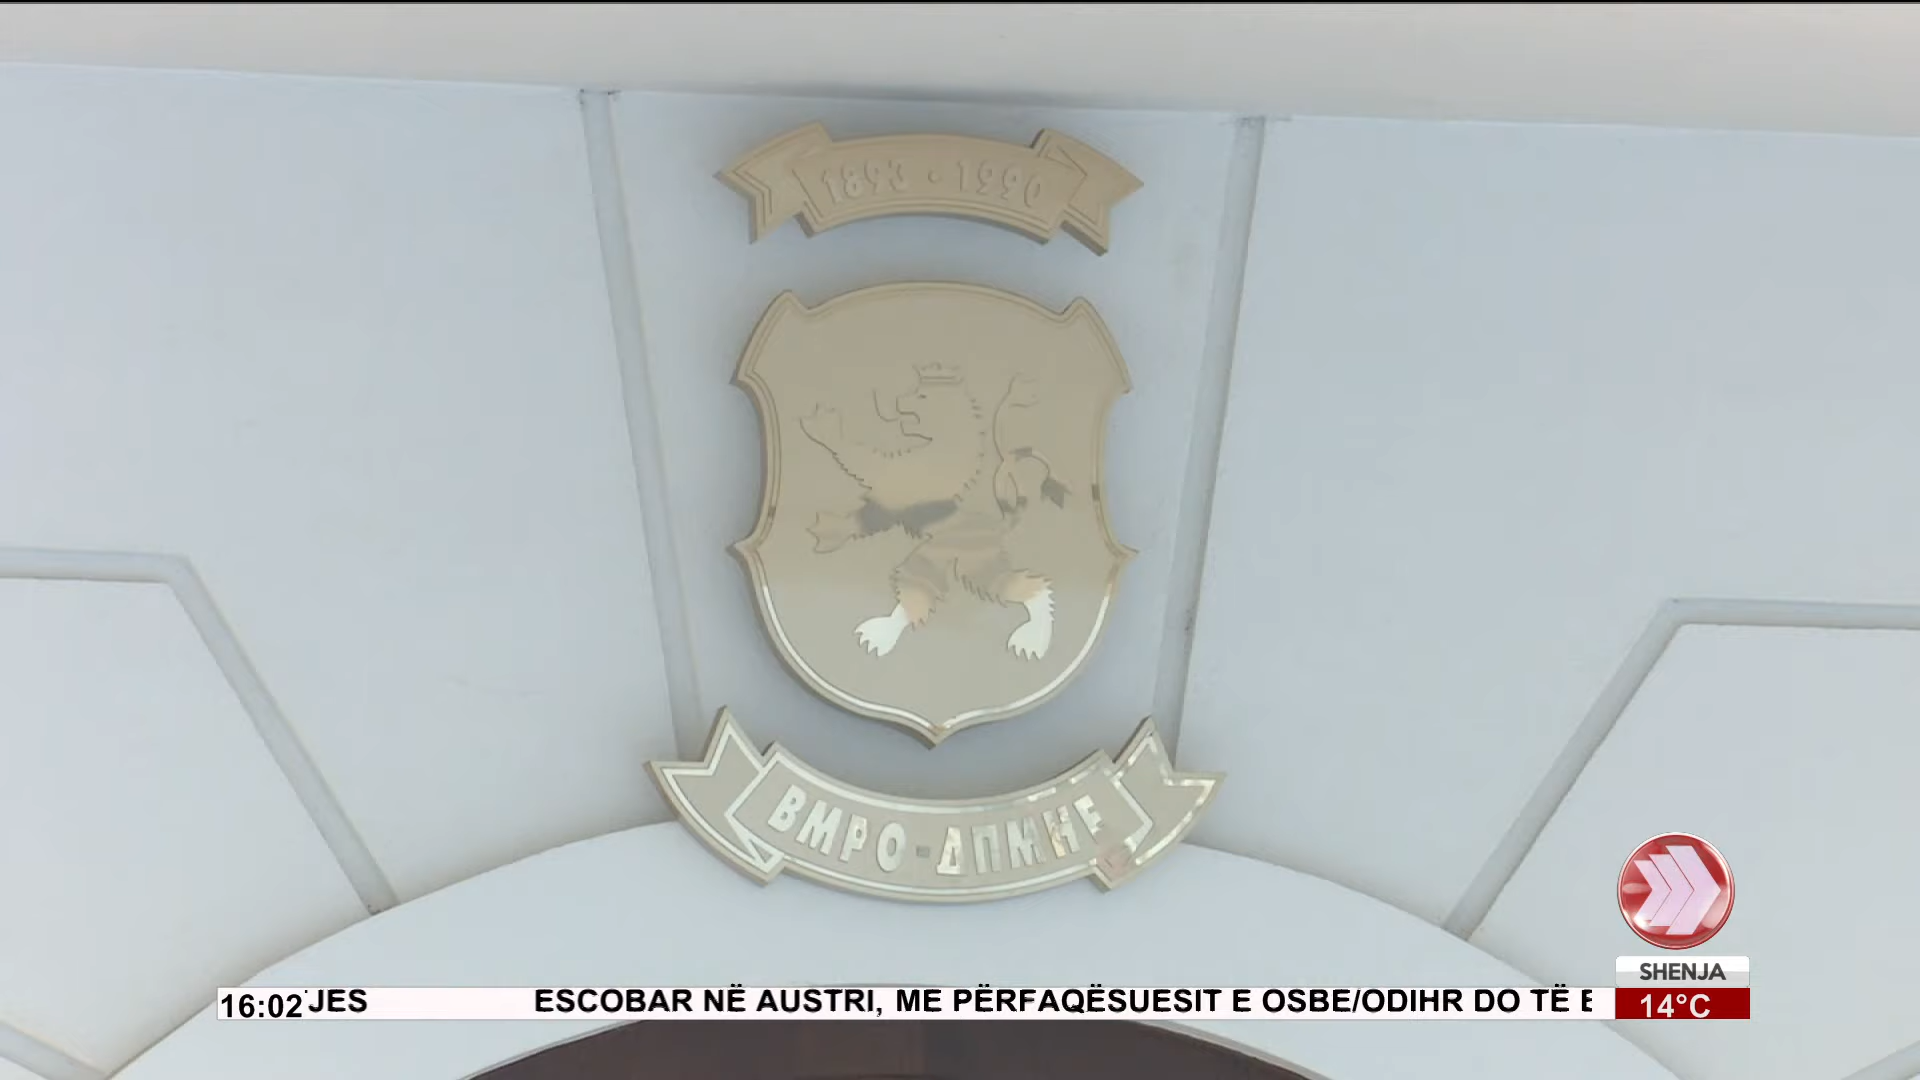 1893 • 1990
ВМРО-ДПМНЕ
SHENJA
16:02 JES ESCOBAR NË AUSTRI, ME PËRFAQËSUESIT E OSBE/ODIHR DO TË
14°C